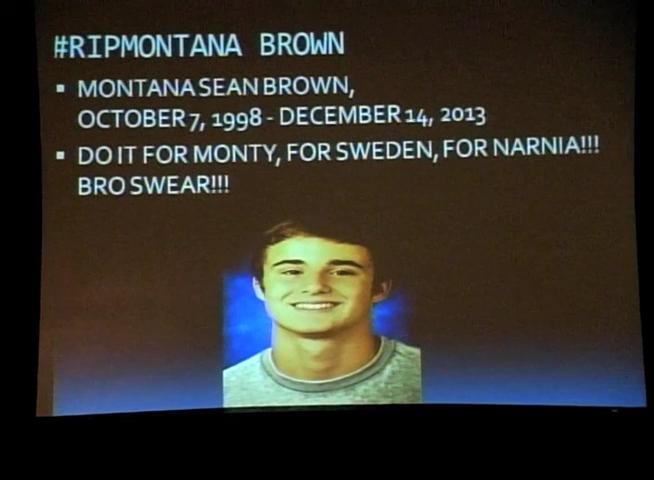 #RIPMONTANA BROWN
▪ MONTANA SEAN BROWN,
OCTOBER 7, 1998 - DECEMBER 14, 2013
▪ DO IT FOR MONTY, FOR SWEDEN, FOR NARNIA!!!
BRO SWEAR!!!